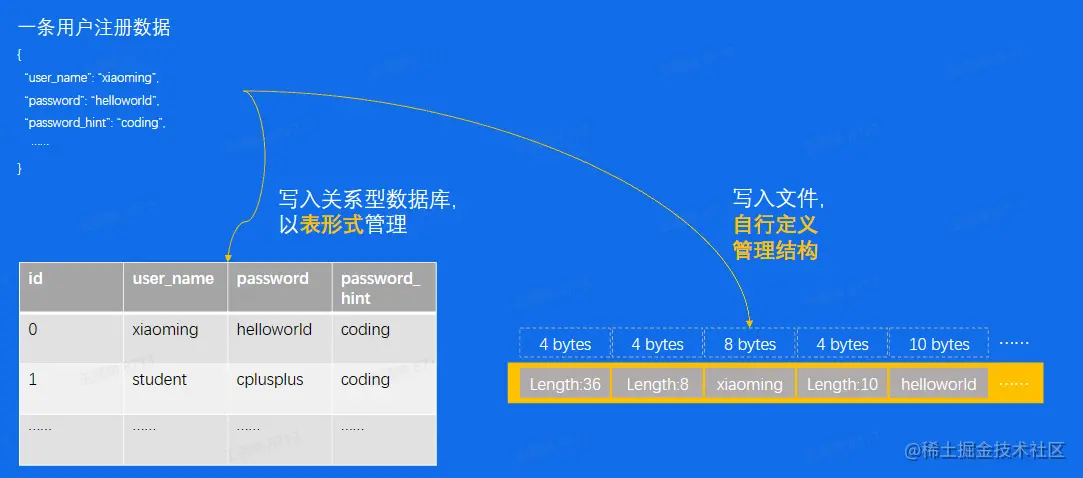 一条用户注册数据
{
“user_name”: “xiaoming”,
“password”: “helloworld”,
“password_hint”: “coding”,
……
}
写入关系型数据库，
以表形式管理
写入文件，
自行定义
管理结构
id user_name password password_
hint
0 xiaoming helloworld coding
1 student cplusplus coding
…… …… …… ……
4 bytes 4 bytes 8 bytes 4 bytes 10 bytes ……
Length:36 Length:8 xiaoming Length:10 helloworld ……
@稀土掘金技术社区